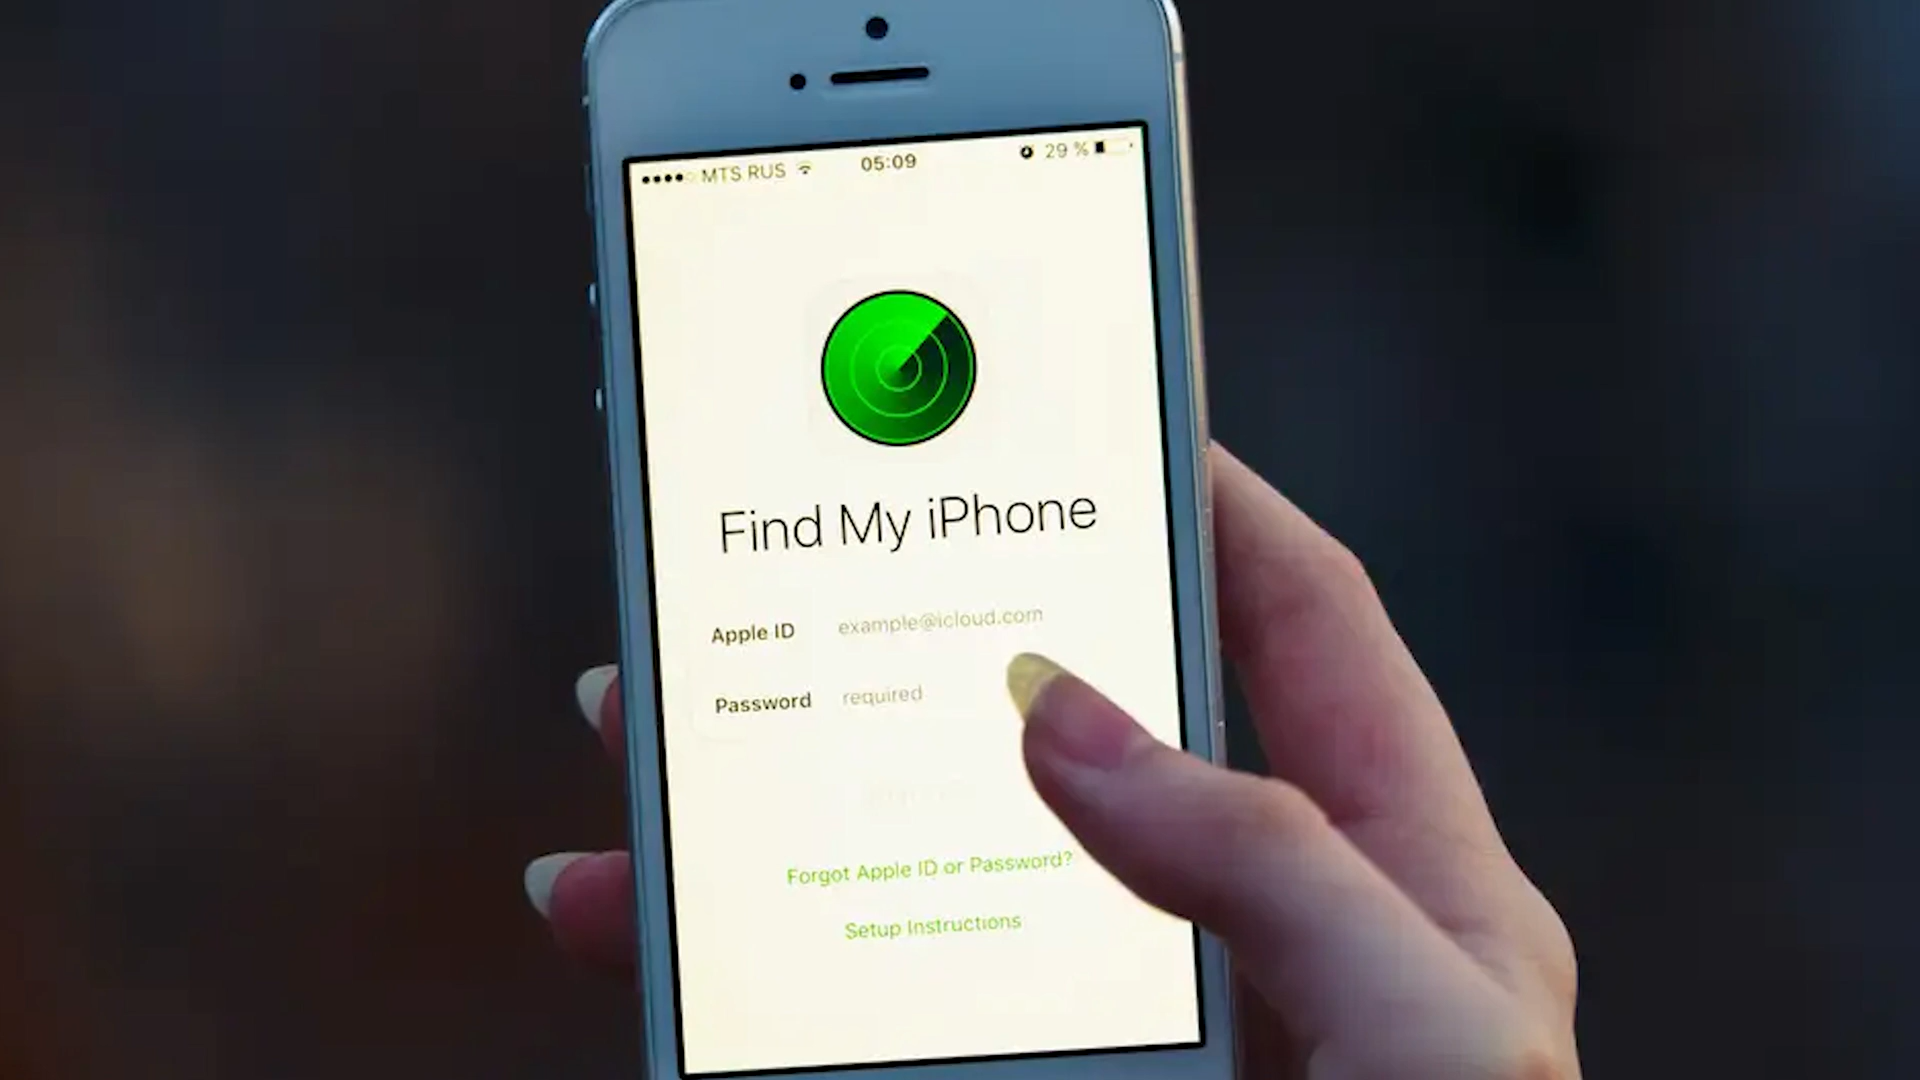 MTS RUS 05:09 29 %
Find My iPhone
Apple ID example@icloud.com
Password required
Forgot Apple ID or Password?
Setup Instructions